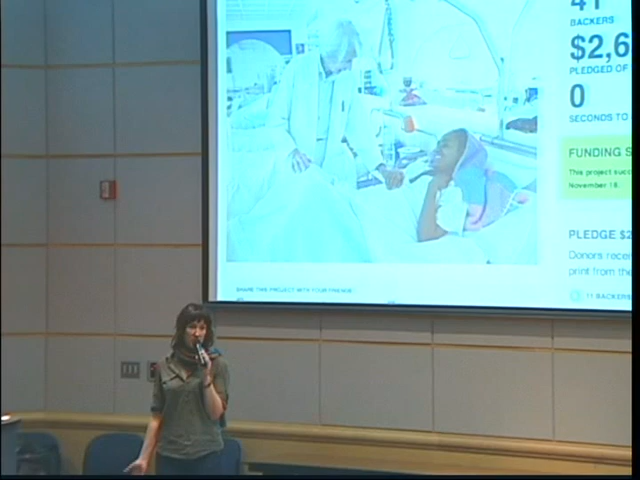 41
BACKERS
$2,6
PLEDGED OF
0
SECONDS TO
FUNDING S
This project succ
November 18.
PLEDGE $2
Donors rece
print from the
11 BACKERS
SHARE THIS PROJECT WITH YOUR FRIENDS